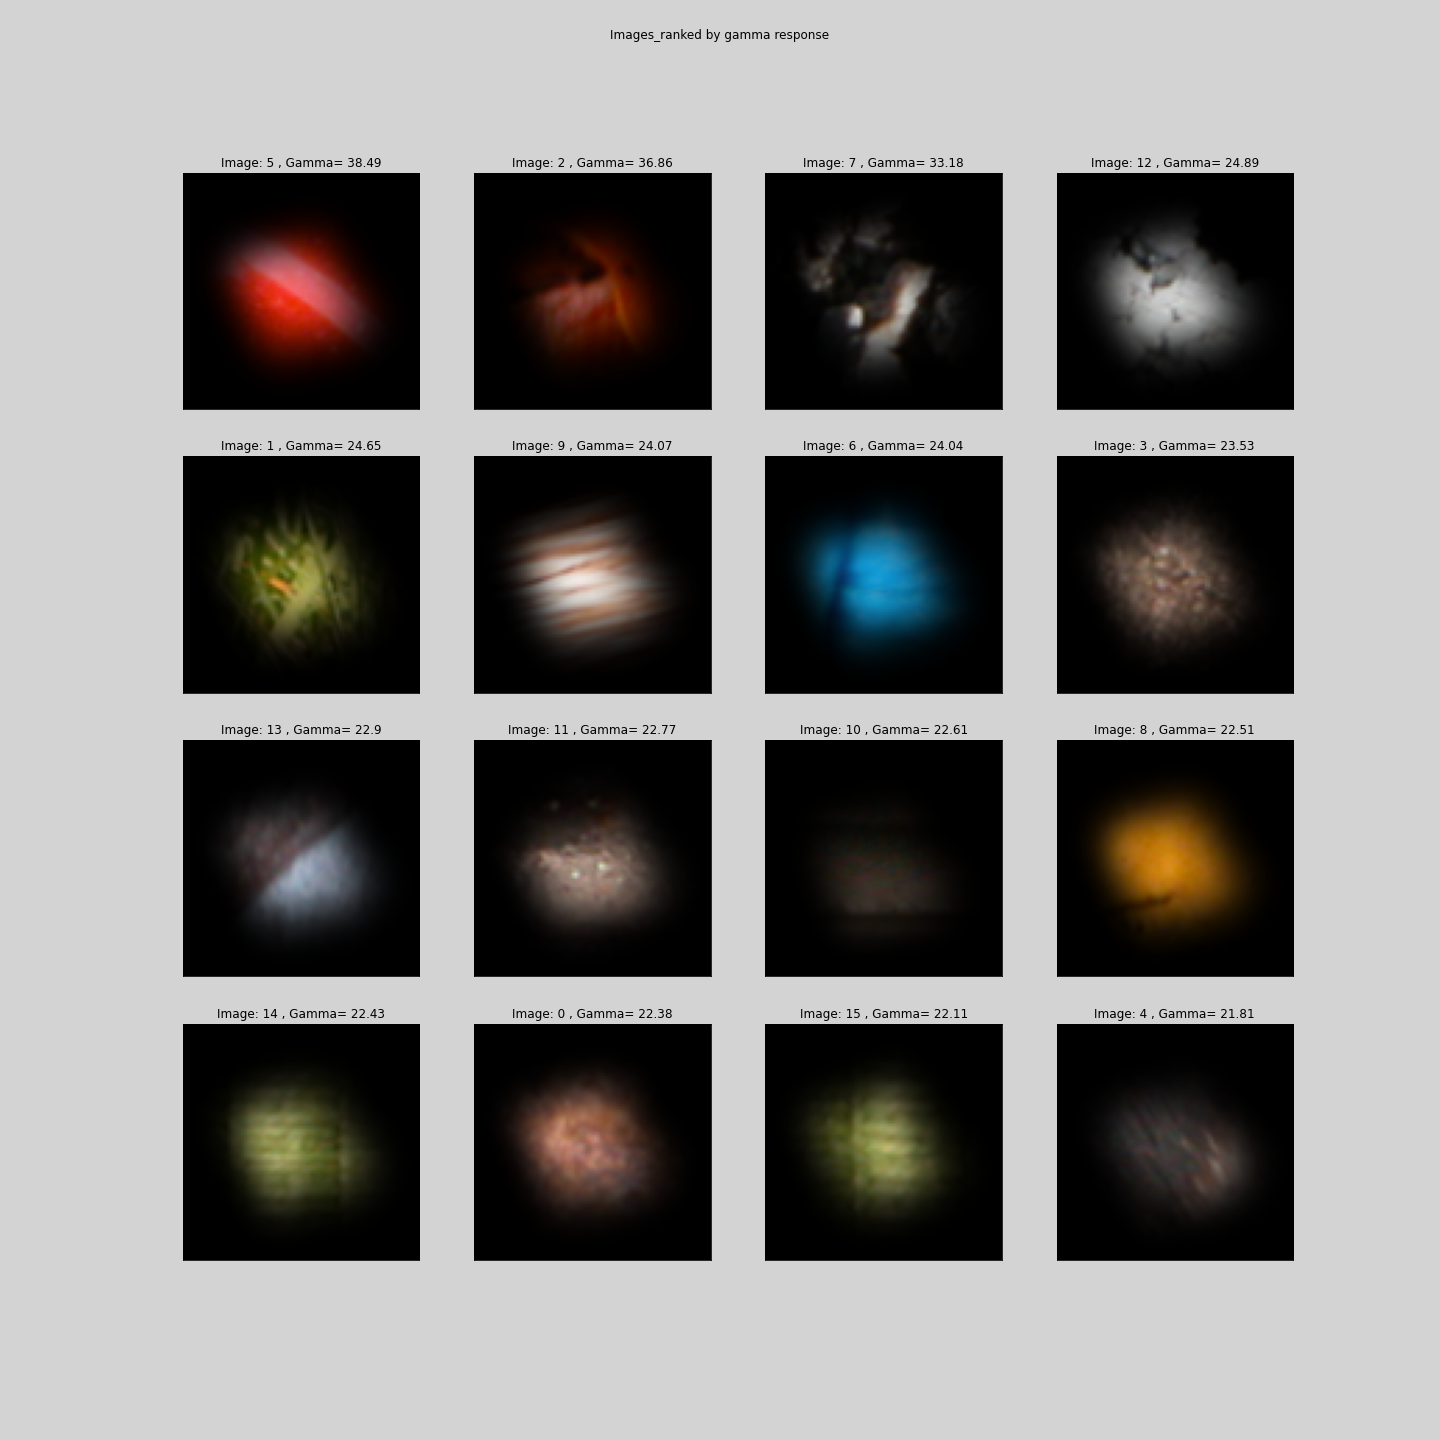 Images_ranked by gamma response
Image: 5 , Gamma= 38.49
Image: 2 , Gamma= 36.86
Image: 7 , Gamma= 33.18
Image: 12 , Gamma= 24.89
Image: 1 , Gamma= 24.65
Image: 9 , Gamma= 24.07
Image: 6 , Gamma= 24.04
Image: 3 , Gamma= 23.53
Image: 13 , Gamma= 22.9
Image: 11 , Gamma= 22.77
Image: 10 , Gamma= 22.61
Image: 8 , Gamma= 22.51
Image: 14 , Gamma= 22.43
Image: 0 , Gamma= 22.38
Image: 15 , Gamma= 22.11
Image: 4 , Gamma= 21.81